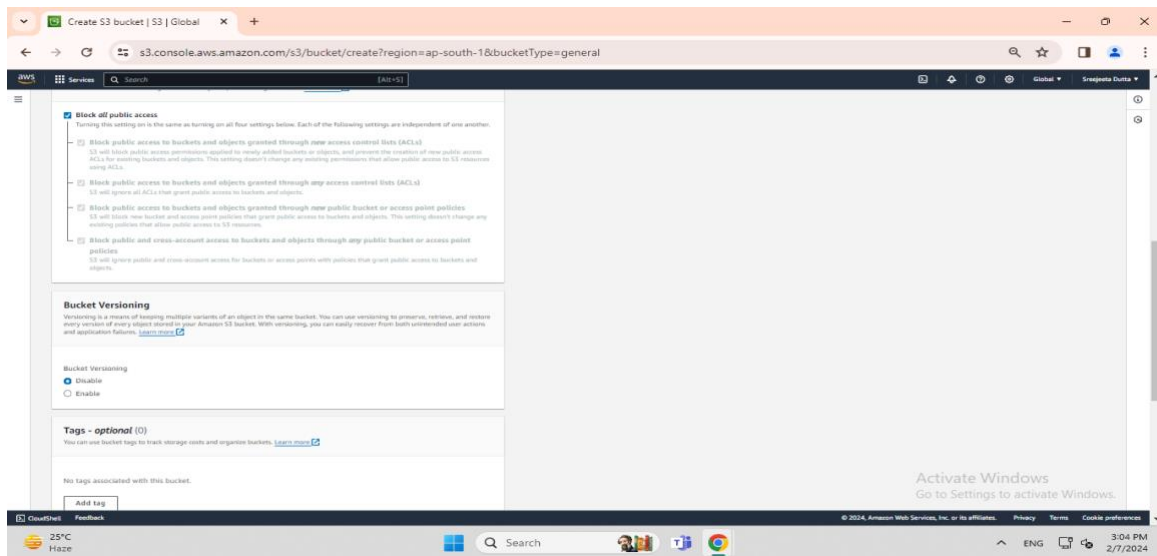 Create S3 bucket | S3 | Global
s3.console.aws.amazon.com/s3/bucket/create?region=ap-south-1&bucketType=general
aws
Services
Search
[Alt+S]
Global
Sreejeeta Dutta
Block all public access
Turning this setting on is the same as turning on all four settings below. Each of the following settings are independent of one another.
Block public access to buckets and objects granted through new access control lists (ACLs)
S3 will block public access permissions applied to newly added buckets or objects, and prevent the creation of new public access
ACLs for existing buckets and objects. This setting doesn't change any existing permissions that allow public access to S3 resources
using ACLs.
Block public access to buckets and objects granted through any access control lists (ACLs)
S3 will ignore all ACLs that grant public access to buckets and objects.
Block public access to buckets and objects granted through new public bucket or access point policies
S3 will block new bucket and access point policies that grant public access to buckets and objects. This setting doesn't change any
existing policies that allow public access to S3 resources.
Block public and cross-account access to buckets and objects through any public bucket or access point
policies
S3 will ignore public and cross-account access for buckets or access points with policies that grant public access to buckets and
objects.
Bucket Versioning
Versioning is a means of keeping multiple variants of an object in the same bucket. You can use versioning to preserve, retrieve, and restore
every version of every object stored in your Amazon S3 bucket. With versioning, you can easily recover from both unintended user actions
and application failures. Learn more
Bucket Versioning
Disable
Enable
Tags - optional (0)
You can use bucket tags to track storage costs and organize buckets. Learn more
No tags associated with this bucket.
Add tag
Activate Windows
Go to Settings to activate Windows.
CloudShell
Feedback
© 2024, Amazon Web Services, Inc. or its affiliates.
Privacy
Terms
Cookie preferences
25°C
Haze
Search
ENG
3:04 PM
2/7/2024